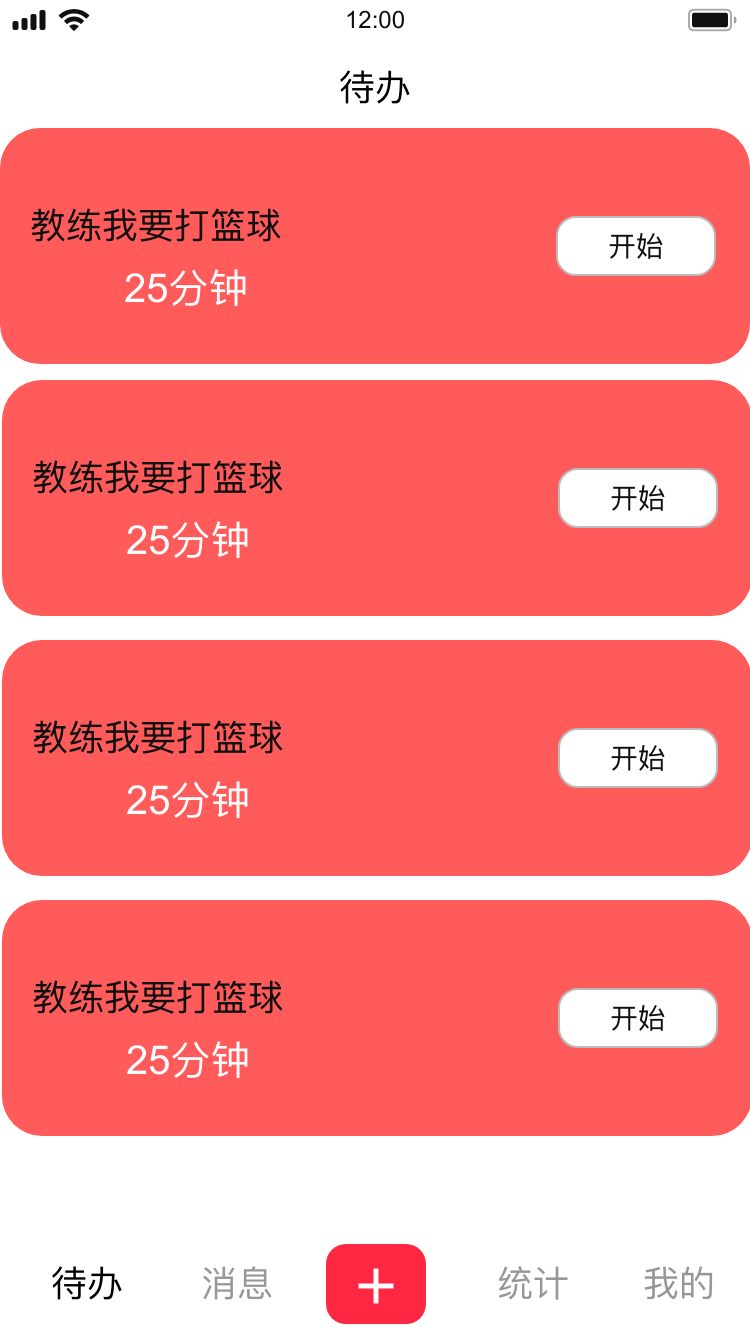 12:00
待办
教练我要打篮球
25分钟
开始
教练我要打篮球
25分钟
开始
教练我要打篮球
25分钟
开始
教练我要打篮球
25分钟
开始
待办 消息 + 统计 我的